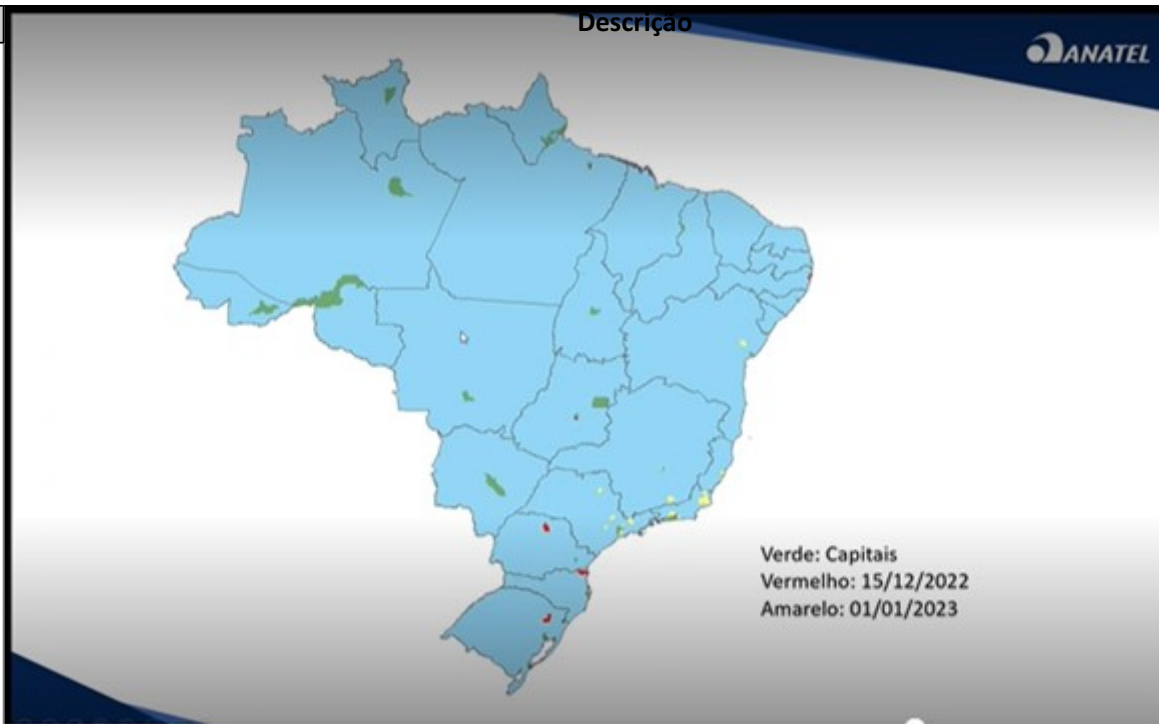 Descrição
ANATEL
Verde: Capitais
Vermelho: 15/12/2022
Amarelo: 01/01/2023